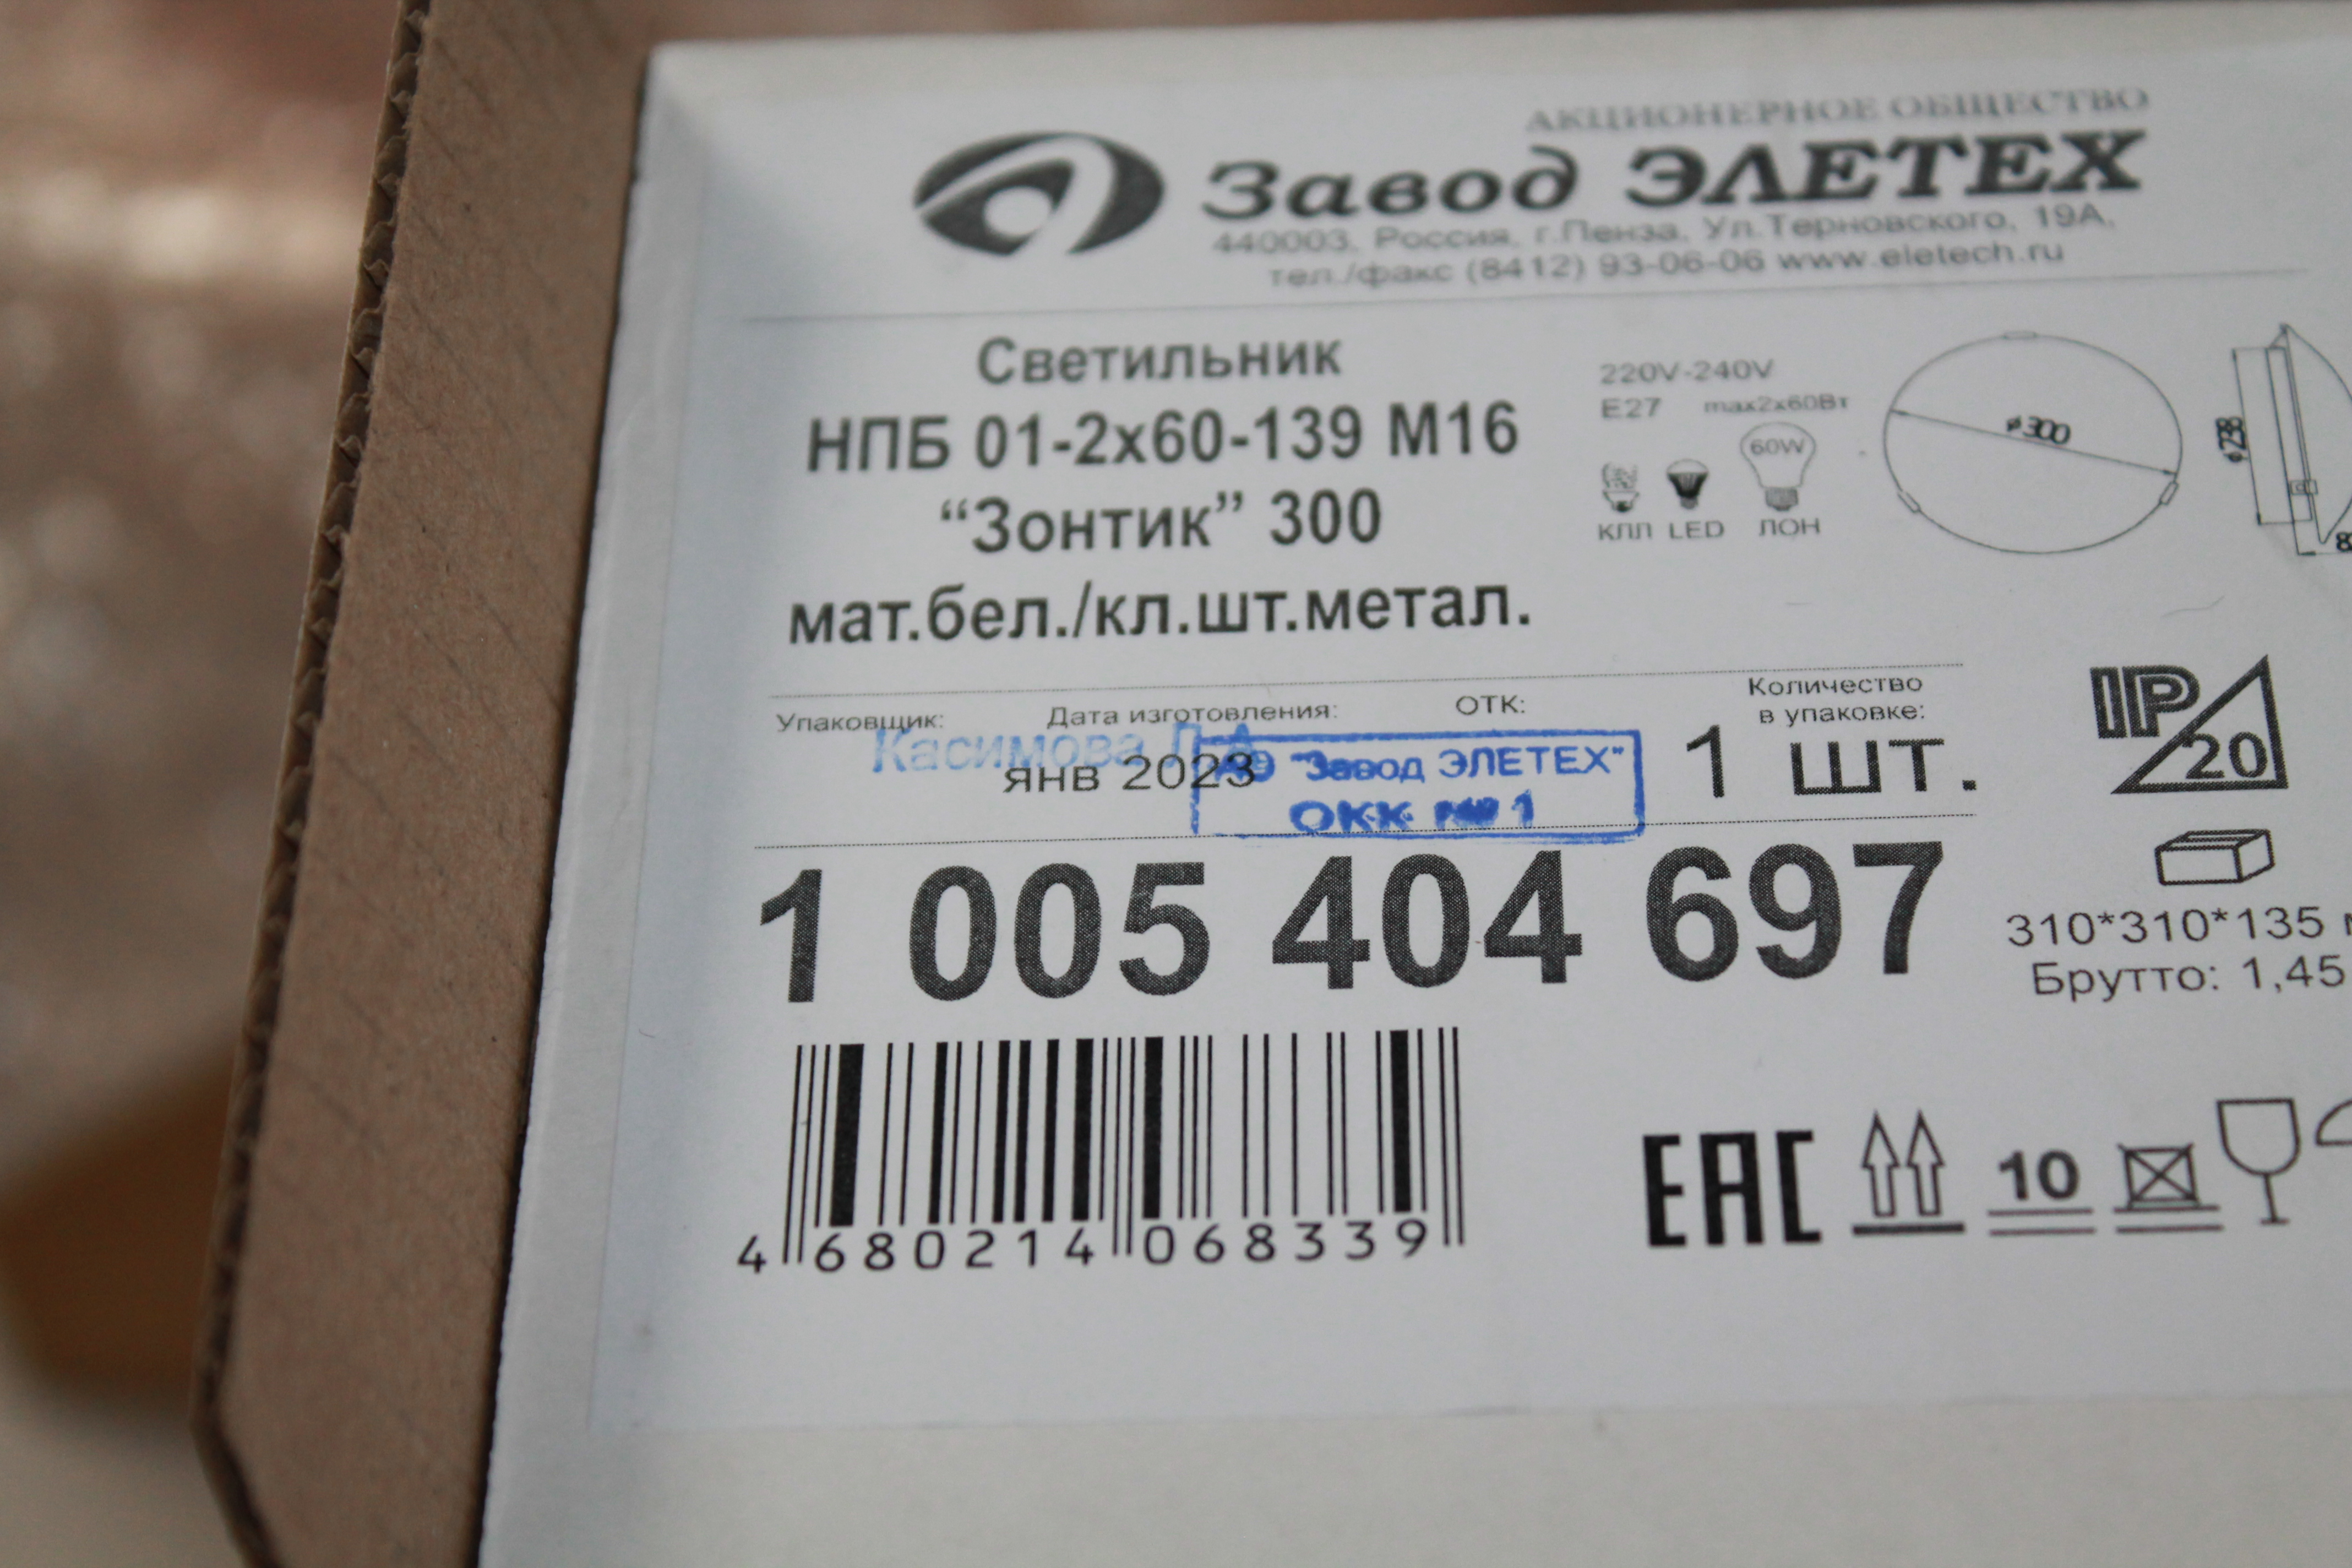 АКЦИОНЕРНОЕ ОБЩЕСТВО
Завод ЭЛЕТЕХ
440003, Россия, г.Пенза, Ул.Терновского, 19А,
тел./факс (8412) 93-06-06 www.eletech.ru
Светильник
НПБ 01-2х60-139 М16
“Зонтик” 300
мат.бел./кл.шт.метал.
220V-240V
E27 max2x60Вт
60W
КЛЛ LED ЛОН
ø300
ø238
Упаковщик:
Касимова Л.А.
Дата изготовления:
янв 2023
ОТК:
АО "Завод ЭЛЕТЕХ"
ОКК №1
Количество
в упаковке:
1 шт.
IP 20
1 005 404 697
310*310*135
Брутто: 1,45
4 680214 068339
EAC
10